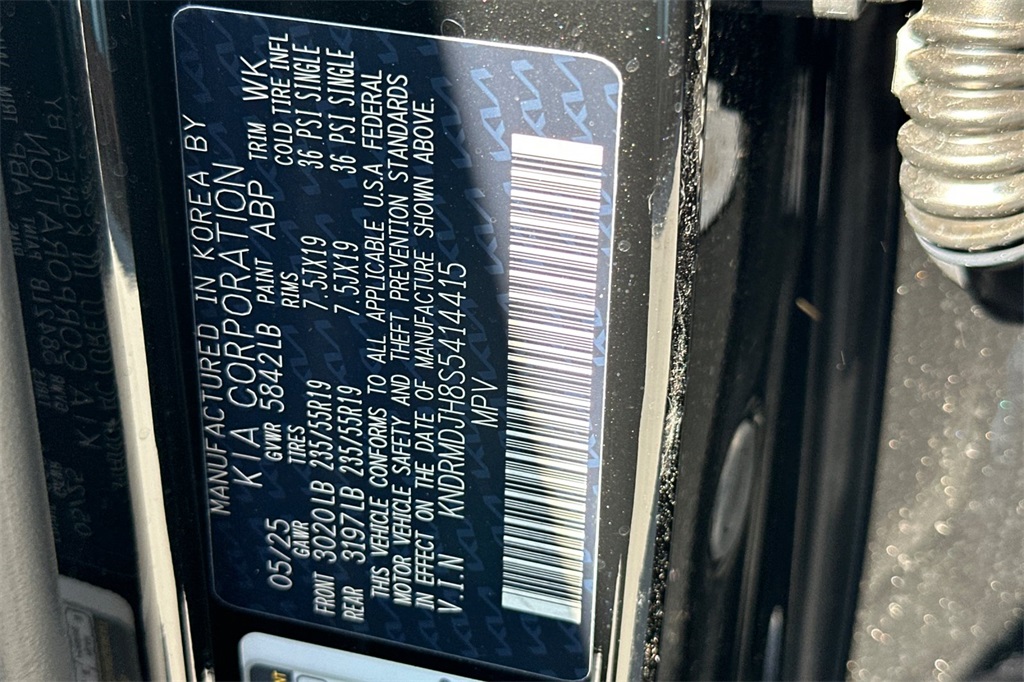 MANUFACTURED IN KOREA BY
KIA CORPORATION
05/25 GVWR 5842LB PAINT ABP TRIM WK
GAWR TIRES RIMS COLD TIRE INFL
FRONT 3020LB 235/55R19 7.5JX19 36 PSI SINGLE
REAR 3197LB 235/55R19 7.5JX19 36 PSI SINGLE
THIS VEHICLE CONFORMS TO ALL APPLICABLE U.S.A FEDERAL
MOTOR VEHICLE SAFETY AND THEFT PREVENTION STANDARDS
IN EFFECT ON THE DATE OF MANUFACTURE SHOWN ABOVE.
V.I.N KNDRMDJH8S5414415
MPV